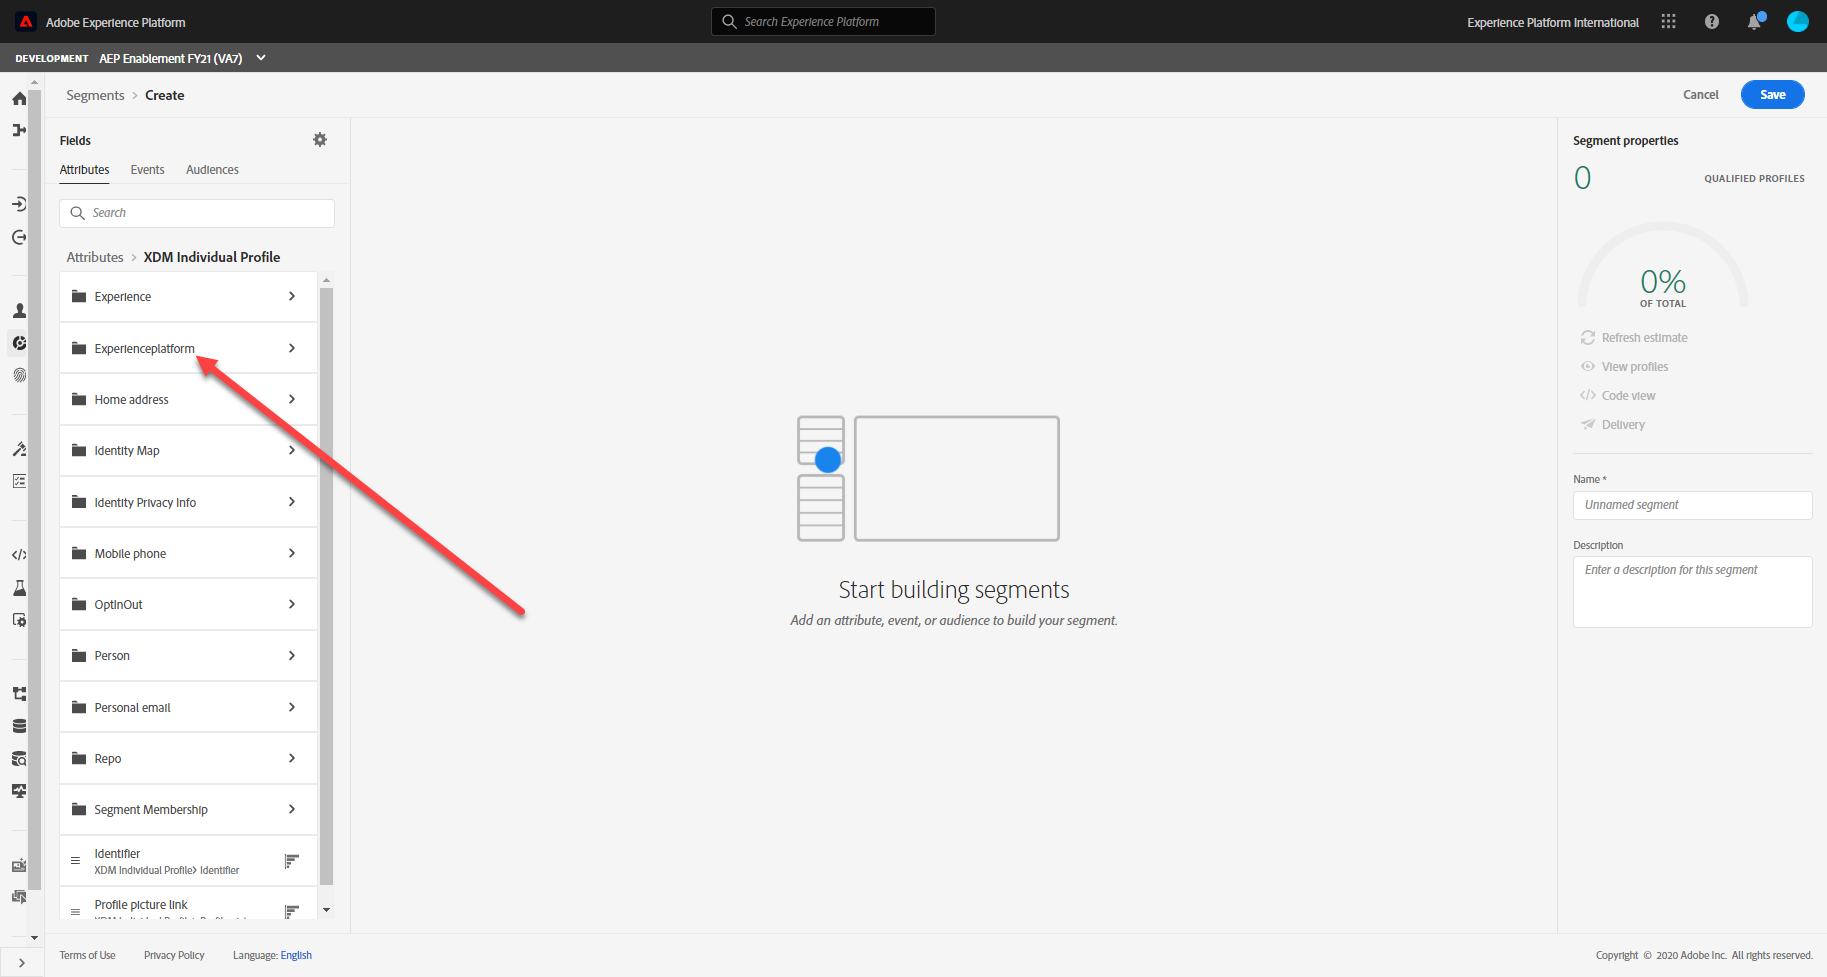 Adobe Experience Platform
Search Experience Platform
Experience Platform International
DEVELOPMENT AEP Enablement FY21 (VA7)
Segments > Create
Cancel
Save
Fields
Attributes
Events
Audiences
Search
Attributes > XDM Individual Profile
Experience
Experienceplatform
Home address
Identity Map
Identity Privacy Info
Mobile phone
OptInOut
Person
Personal email
Repo
Segment Membership
Identifier
XDM Individual Profile> Identifier
Profile picture link
Start building segments
Add an attribute, event, or audience to build your segment.
Segment properties
0
QUALIFIED PROFILES
0%
OF TOTAL
Refresh estimate
View profiles
Code view
Delivery
Name *
Unnamed segment
Description
Enter a description for this segment
Terms of Use
Privacy Policy
Language: English
Copyright © 2020 Adobe Inc. All rights reserved.